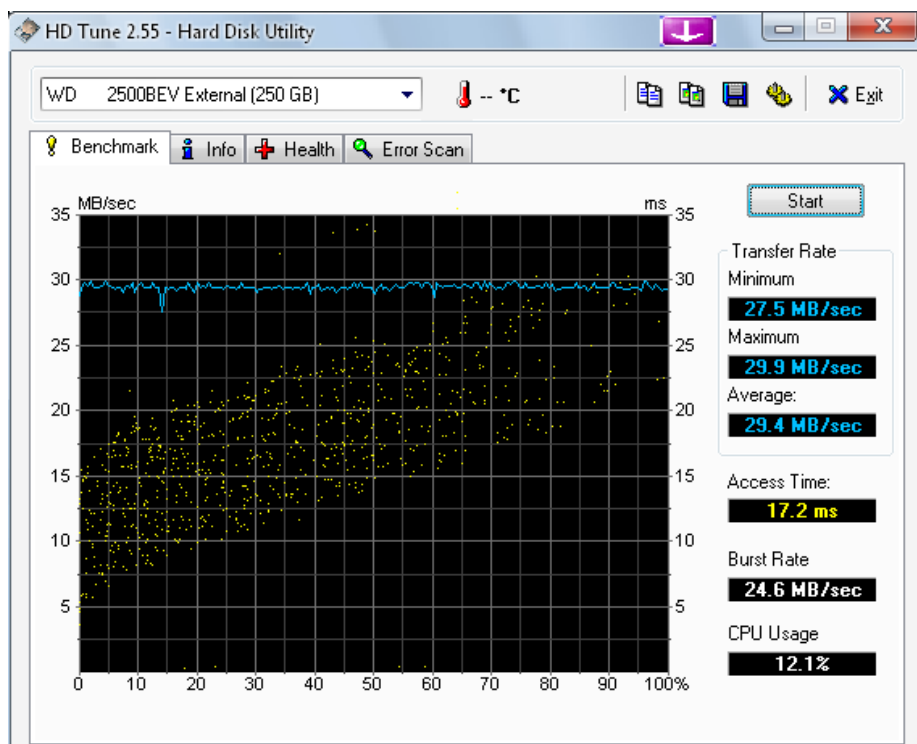 HD Tune 2.55 - Hard Disk Utility
WD 2500BEV External (250 GB)
-- °C
Exit
Benchmark
Info
Health
Error Scan
MB/sec
ms
35
30
25
20
15
10
5
35
30
25
20
15
10
5
0 10 20 30 40 50 60 70 80 90 100%
Start
Transfer Rate
Minimum
27.5 MB/sec
Maximum
29.9 MB/sec
Average:
29.4 MB/sec
Access Time:
17.2 ms
Burst Rate
24.6 MB/sec
CPU Usage
12.1%